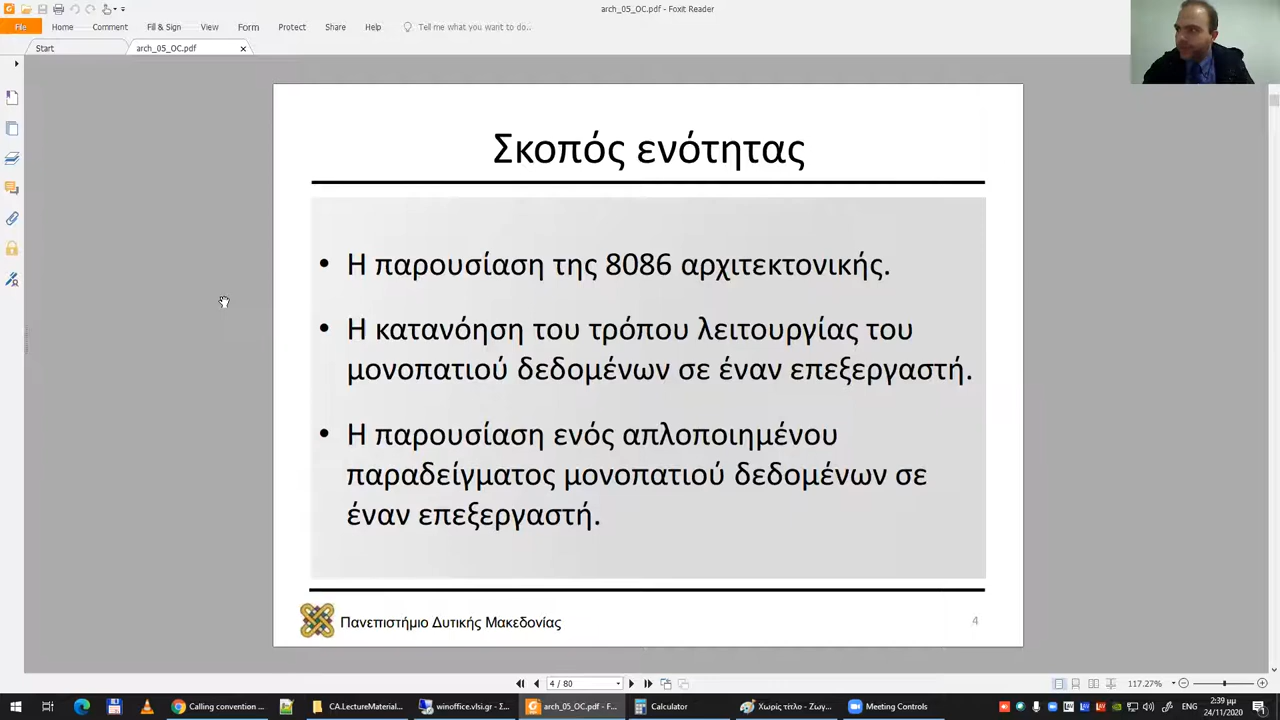 arch_05_OC.pdf - Foxit Reader
File Home Comment Fill & Sign View Form Protect Share Help Tell me what you want to do..
Start arch_05_OC.pdf
Σκοπός ενότητας
• Η παρουσίαση της 8086 αρχιτεκτονικής.
• Η κατανόηση του τρόπου λειτουργίας του
μονοπατιού δεδομένων σε έναν επεξεργαστή.
• Η παρουσίαση ενός απλοποιημένου
παραδείγματος μονοπατιού δεδομένων σε
έναν επεξεργαστή.
Πανεπιστήμιο Δυτικής Μακεδονίας
4
4 / 80
117.27%
Calling convention ... CA.LectureMaterial... winoffice.vlsi.gr - Σ... arch_05_OC.pdf - F... Calculator Χωρίς τίτλο - Ζωγ... Meeting Controls
2:39 μμ
24/11/2020